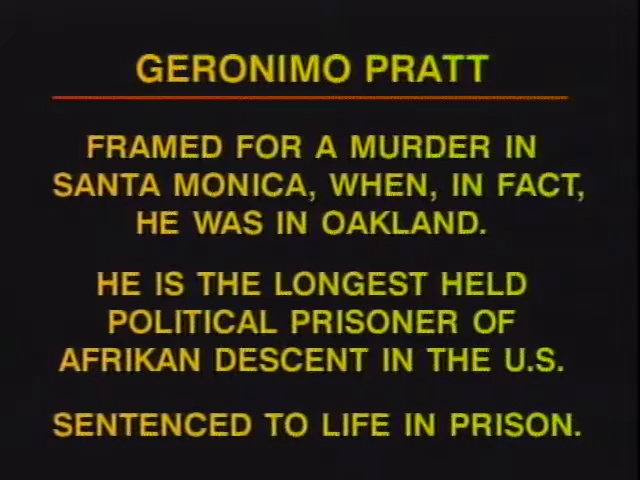 GERONIMO PRATT
FRAMED FOR A MURDER IN
SANTA MONICA, WHEN, IN FACT,
HE WAS IN OAKLAND.
HE IS THE LONGEST HELD
POLITICAL PRISONER OF
AFRIKAN DESCENT IN THE U.S.
SENTENCED TO LIFE IN PRISON.